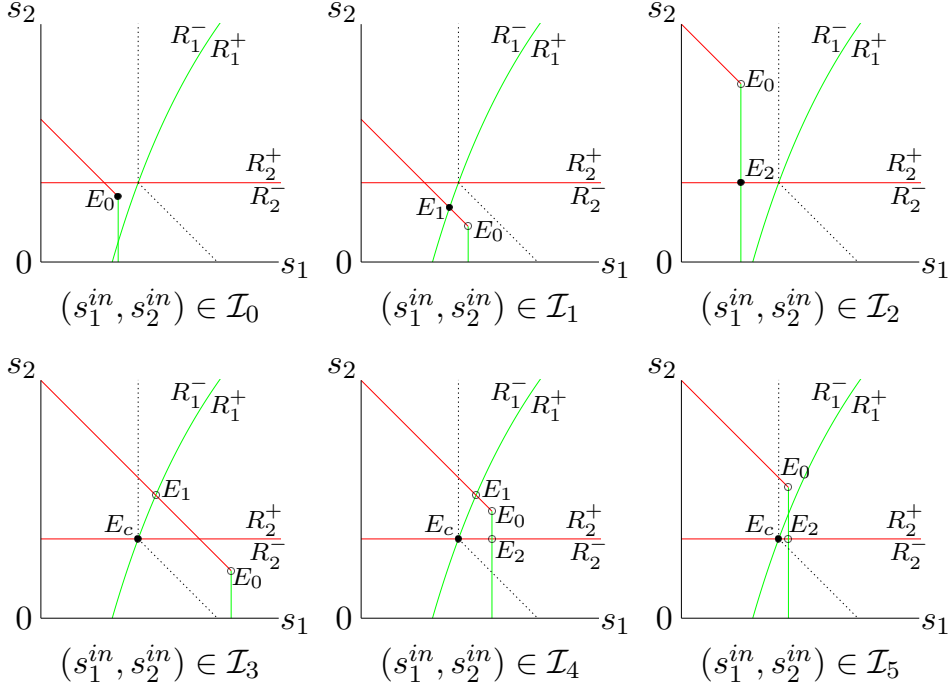 s₂ R₁⁻ R₁⁺ R₂⁺ E₀ R₂⁻ 0 s₁
(s₁ⁱⁿ, s₂ⁱⁿ) ∈ 𝓘₀
s₂ R₁⁻ R₁⁺ R₂⁺ E₁ R₂⁻ E₀ 0 s₁
(s₁ⁱⁿ, s₂ⁱⁿ) ∈ 𝓘₁
s₂ R₁⁻ R₁⁺ E₀ R₂⁺ E₂ R₂⁻ 0 s₁
(s₁ⁱⁿ, s₂ⁱⁿ) ∈ 𝓘₂
s₂ R₁⁻ R₁⁺ E₁ E_c R₂⁺ R₂⁻ E₀ 0 s₁
(s₁ⁱⁿ, s₂ⁱⁿ) ∈ 𝓘₃
s₂ R₁⁻ R₁⁺ E₁ E₀ E_c R₂⁺ E₂ R₂⁻ 0 s₁
(s₁ⁱⁿ, s₂ⁱⁿ) ∈ 𝓘₄
s₂ R₁⁻ R₁⁺ E₀ E_c E₂ R₂⁺ R₂⁻ 0 s₁
(s₁ⁱⁿ, s₂ⁱⁿ) ∈ 𝓘₅